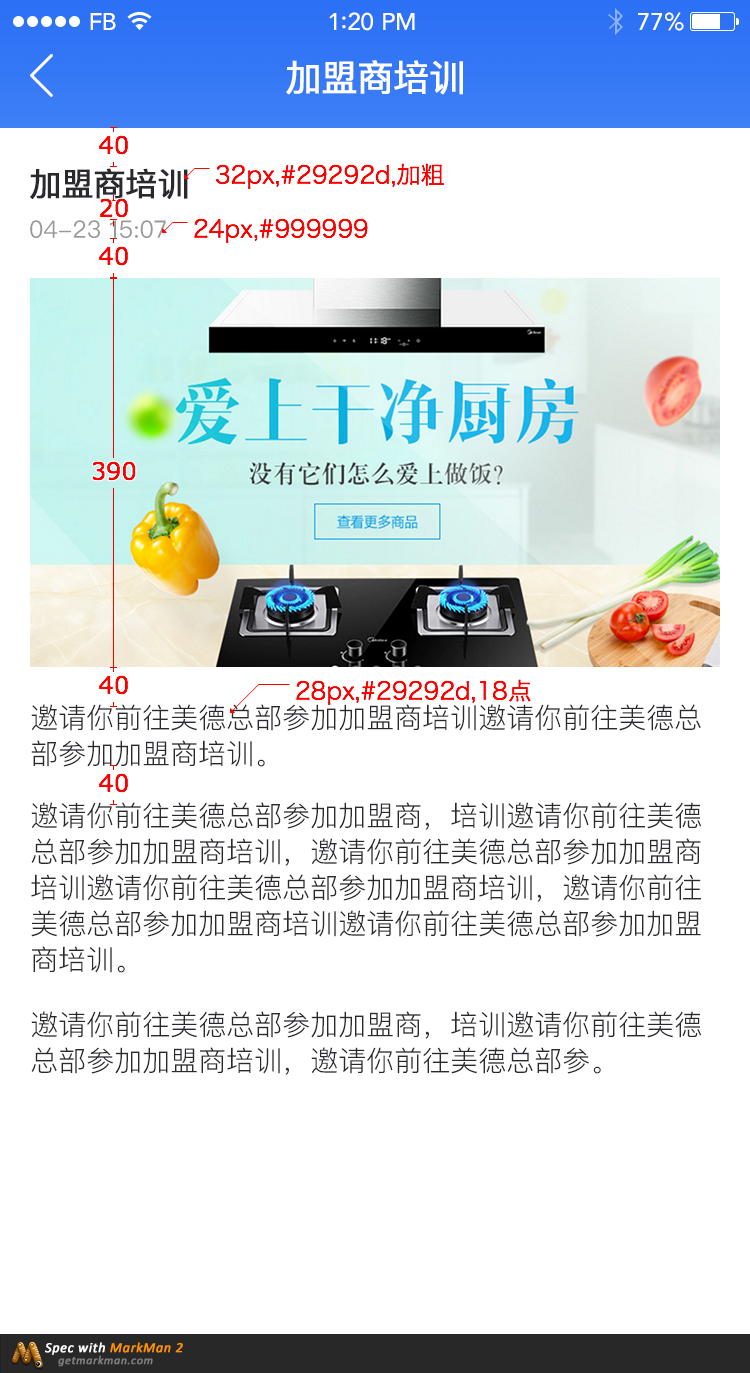 FB 1:20 PM 77%
加盟商培训
40
加盟商培训 32px,#29292d,加粗
20
04-23 15:07 24px,#999999
40
爱上干净厨房
390
没有它们怎么爱上做饭?
查看更多商品
40 28px,#29292d,18点
邀请你前往美德总部参加加盟商培训邀请你前往美德总
部参加加盟商培训。
40
邀请你前往美德总部参加加盟商，培训邀请你前往美德
总部参加加盟商培训，邀请你前往美德总部参加加盟商
培训邀请你前往美德总部参加加盟商培训，邀请你前往
美德总部参加加盟商培训邀请你前往美德总部参加加盟
商培训。
邀请你前往美德总部参加加盟商，培训邀请你前往美德
总部参加加盟商培训，邀请你前往美德总部参。
Spec with MarkMan 2
getmarkman.com